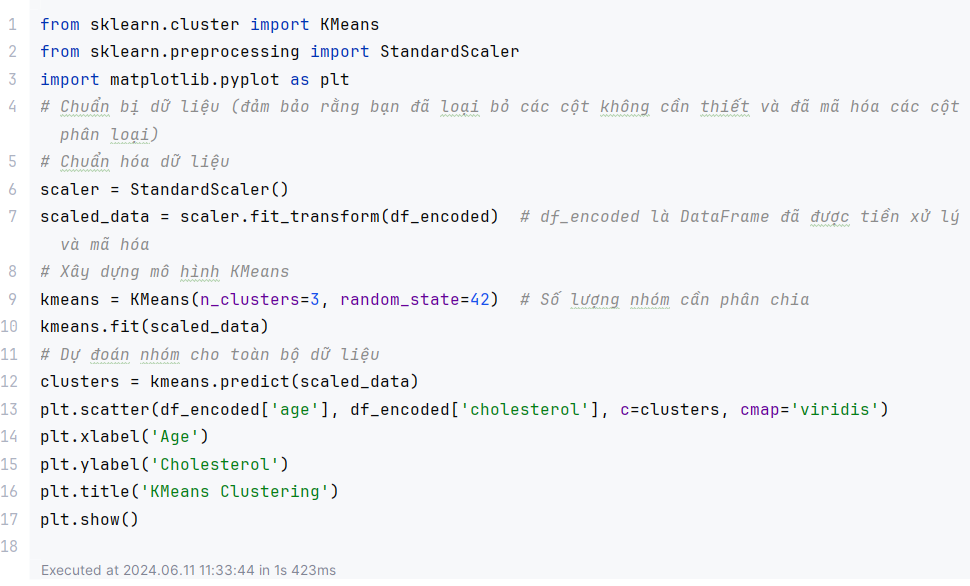 1 from sklearn.cluster import KMeans
2 from sklearn.preprocessing import StandardScaler
3 import matplotlib.pyplot as plt
4 # Chuẩn bị dữ liệu (đảm bảo rằng bạn đã loại bỏ các cột không cần thiết và đã mã hóa các cột
phân loại)
5 # Chuẩn hóa dữ liệu
6 scaler = StandardScaler()
7 scaled_data = scaler.fit_transform(df_encoded)  # df_encoded là DataFrame đã được tiền xử lý
và mã hóa
8 # Xây dựng mô hình KMeans
9 kmeans = KMeans(n_clusters=3, random_state=42)  # Số lượng nhóm cần phân chia
10 kmeans.fit(scaled_data)
11 # Dự đoán nhóm cho toàn bộ dữ liệu
12 clusters = kmeans.predict(scaled_data)
13 plt.scatter(df_encoded['age'], df_encoded['cholesterol'], c=clusters, cmap='viridis')
14 plt.xlabel('Age')
15 plt.ylabel('Cholesterol')
16 plt.title('KMeans Clustering')
17 plt.show()
18
Executed at 2024.06.11 11:33:44 in 1s 423ms